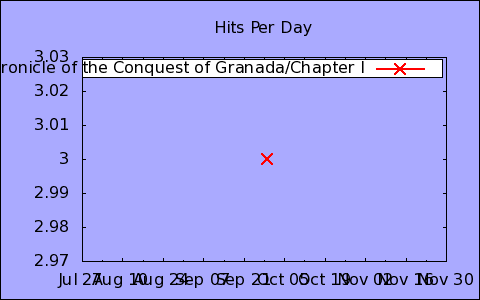 Hits Per Day
3.03
ronicle of the Conquest of Granada/Chapter I
3.02
3.01
3
2.99
2.98
2.97
Jul 27 Aug 10 Aug 24 Sep 07 Sep 21 Oct 05 Oct 19 Nov 02 Nov 16 Nov 30